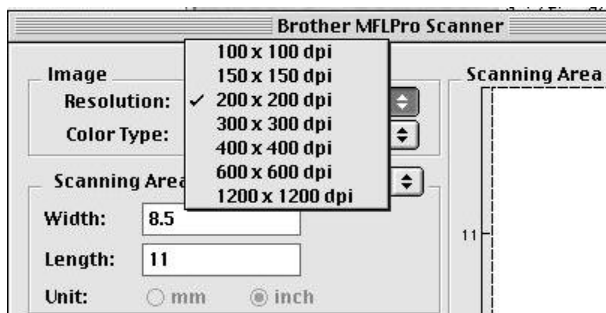 Brother MFLPro Scanner
Image
Resolution:
100 x 100 dpi
150 x 150 dpi
✓ 200 x 200 dpi
300 x 300 dpi
400 x 400 dpi
600 x 600 dpi
1200 x 1200 dpi
Color Type:
Scanning Area
Width: 8.5
Length: 11
Unit: mm inch
Scanning Area
11